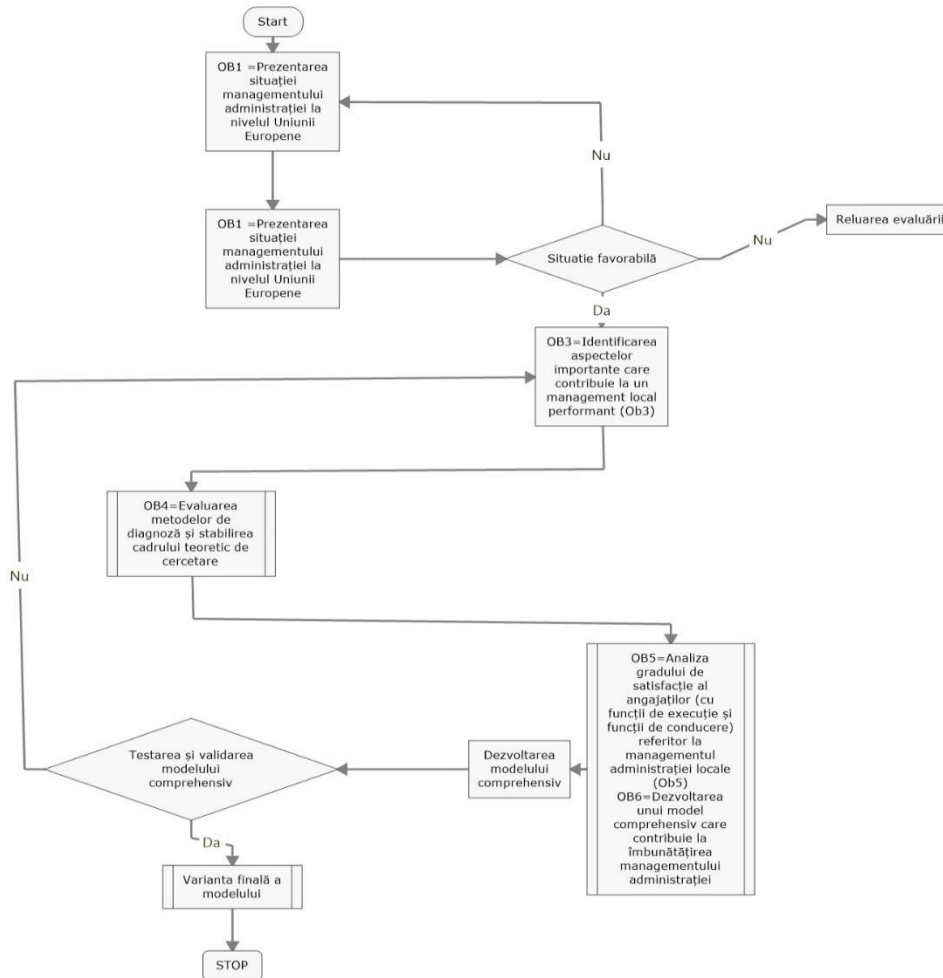 Start
OB1 =Prezentarea
situației
managementului
administrației la
nivelul Uniunii
Europene
Nu
OB1 =Prezentarea
situației
managementului
administrației la
nivelul Uniunii
Europene
Situatie favorabilă
Nu
Reluarea evaluării
Da
OB3=Identificarea
aspectelor
importante care
contribuie la un
management local
performant (Ob3)
OB4=Evaluarea
metodelor de
diagnoză și stabilirea
cadrului teoretic de
cercetare
Nu
OB5=Analiza
gradului de
satisfacție al
angajaților (cu
funcții de execuție și
funcții de conducere)
referitor la
managementul
administrației locale
(Ob5)
OB6=Dezvoltarea
unui model
comprehensiv care
contribuie la
îmbunătățirea
managementului
administrației
Dezvoltarea
modelului
comprehensiv
Testarea și validarea
modelului
comprehensiv
Da
Varianta finală a
modelului
STOP